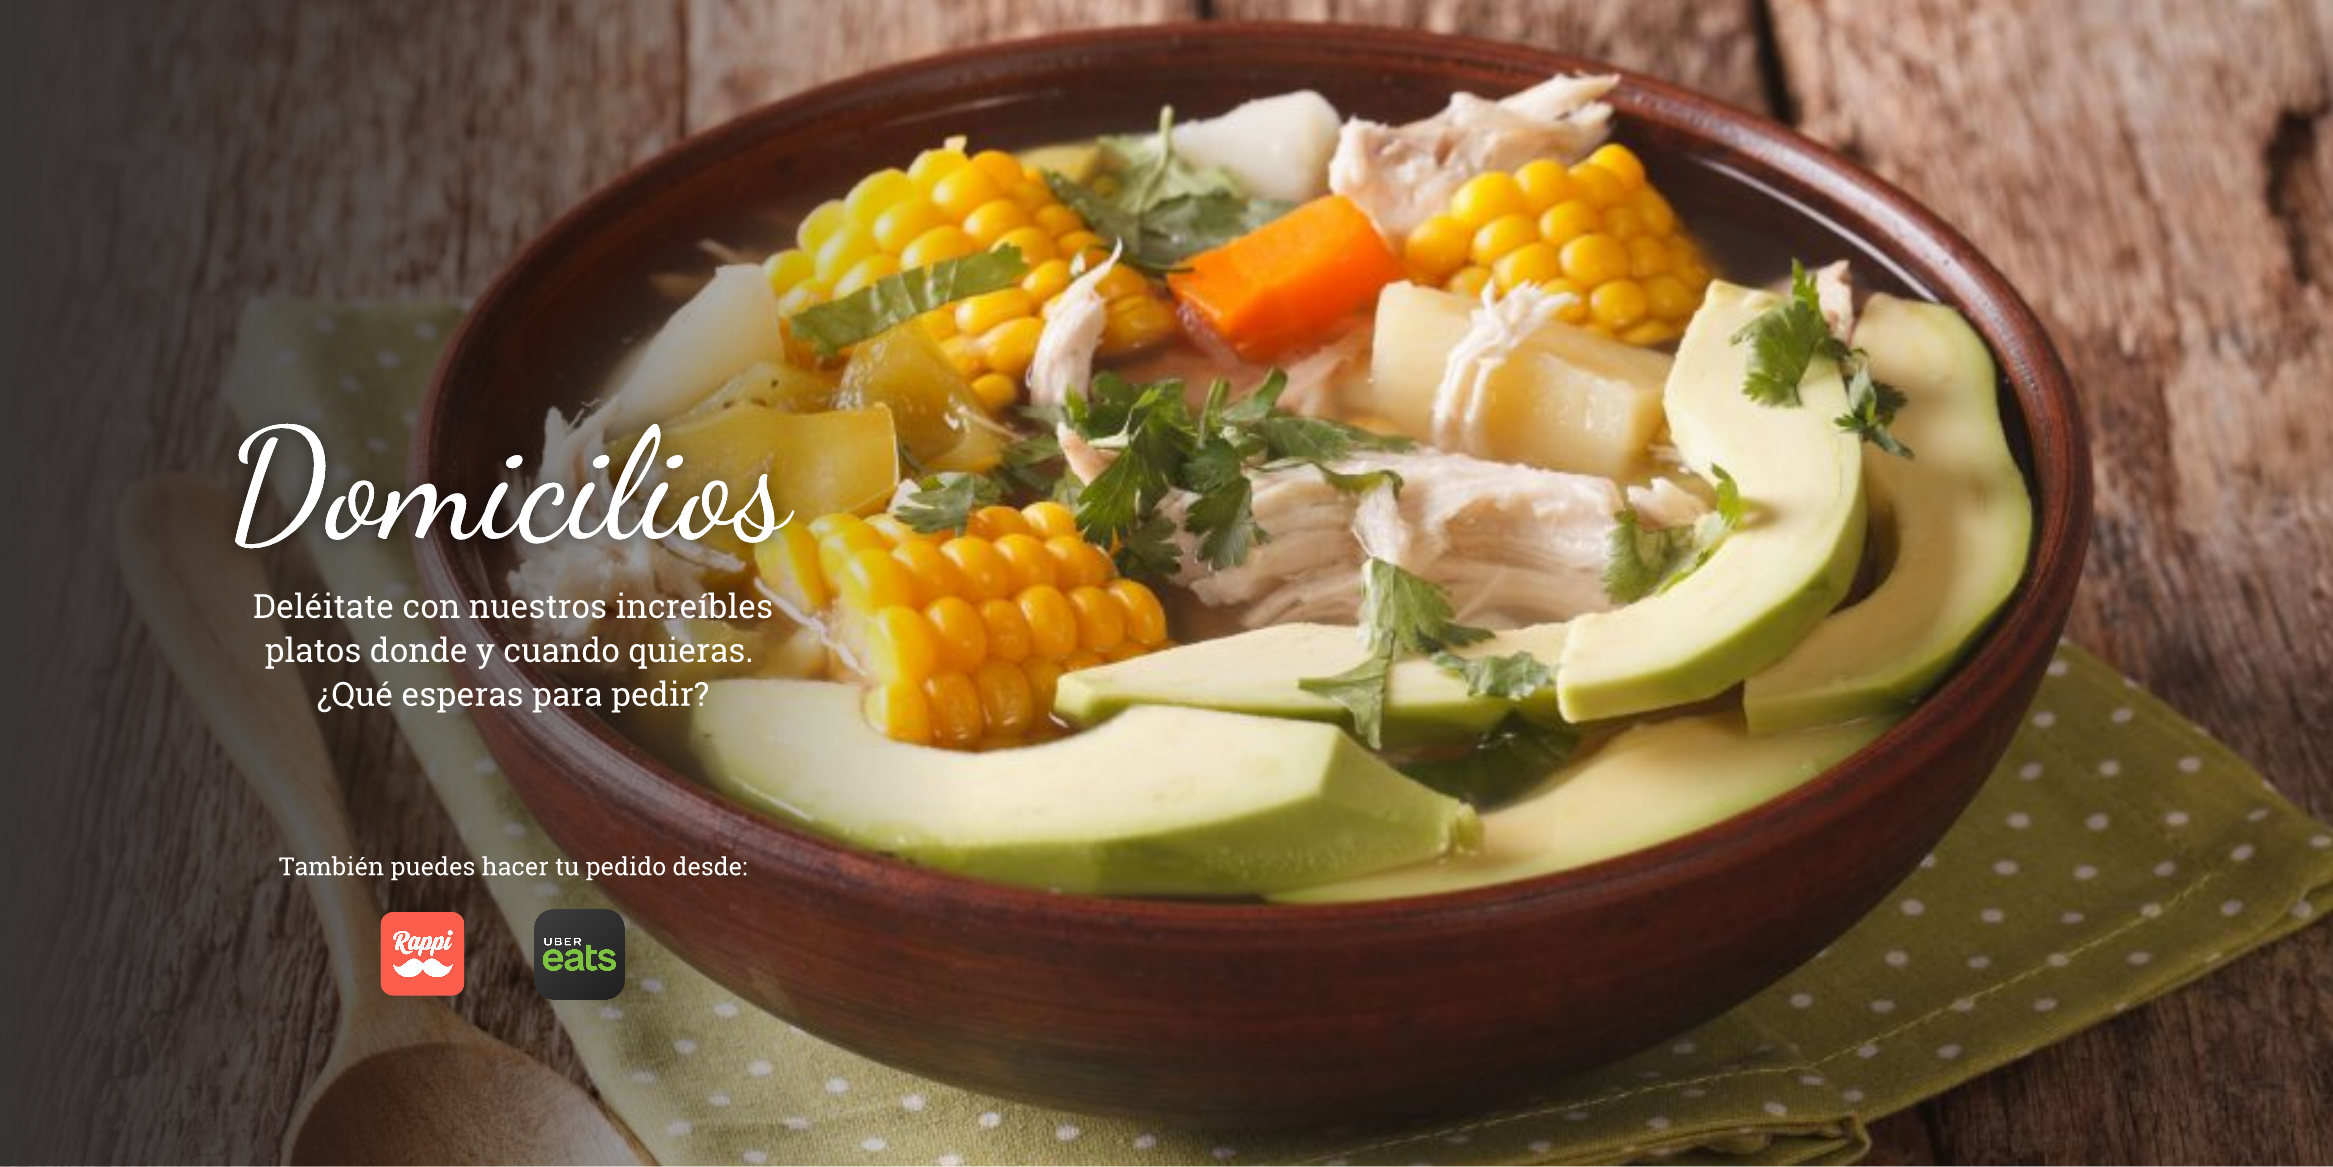 Domicilios
Deléitate con nuestros increíbles
platos donde y cuando quieras.
¿Qué esperas para pedir?
También puedes hacer tu pedido desde:
Rappi
UBER
eats